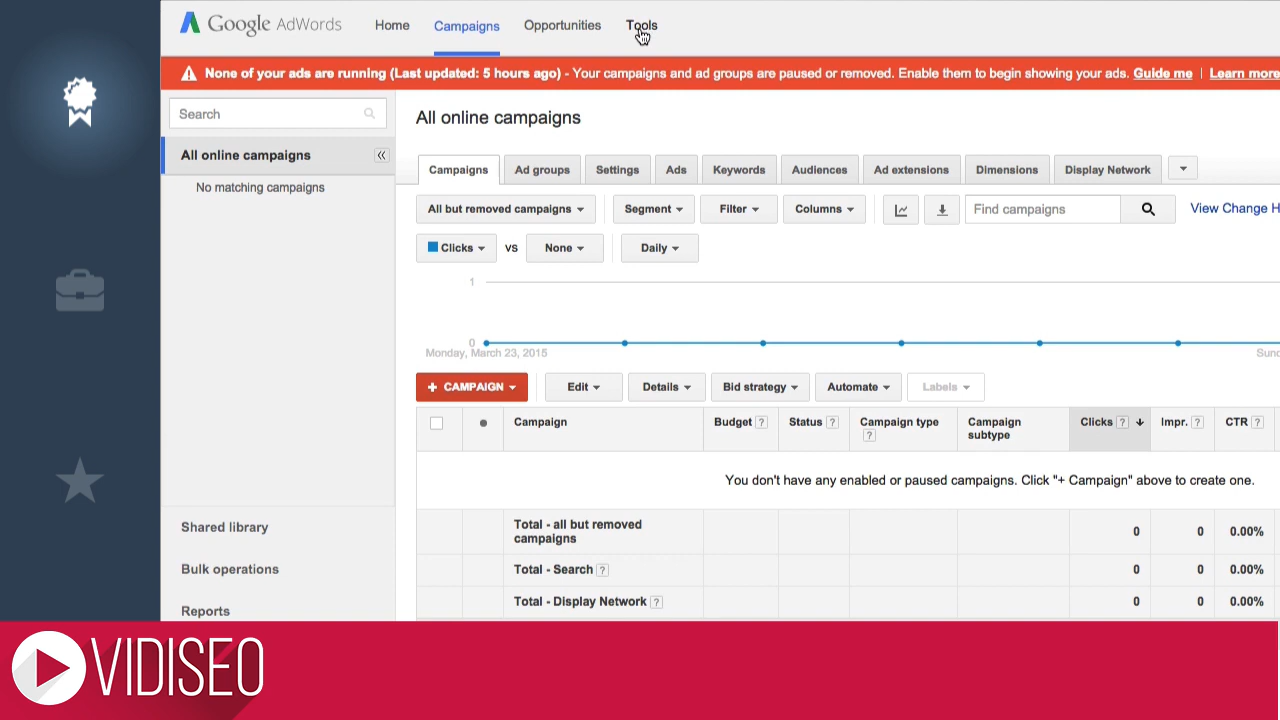 Google AdWords Home Campaigns Opportunities Tools
None of your ads are running (Last updated: 5 hours ago) - Your campaigns and ad groups are paused or removed. Enable them to begin showing your ads. Guide me | Learn more
Search
All online campaigns
No matching campaigns
Shared library
Bulk operations
Reports
All online campaigns
Campaigns Ad groups Settings Ads Keywords Audiences Ad extensions Dimensions Display Network
All but removed campaigns Segment Filter Columns Find campaigns View Change H
Clicks vs None Daily
1
0
Monday, March 23, 2015 Sund
+ CAMPAIGN Edit Details Bid strategy Automate Labels
Campaign Budget ? Status ? Campaign type ? Campaign subtype Clicks ? Impr. ? CTR ?
You don't have any enabled or paused campaigns. Click "+ Campaign" above to create one.
Total - all but removed campaigns 0 0 0.00%
Total - Search ? 0 0 0.00%
Total - Display Network ? 0 0 0.00%
VIDISEO